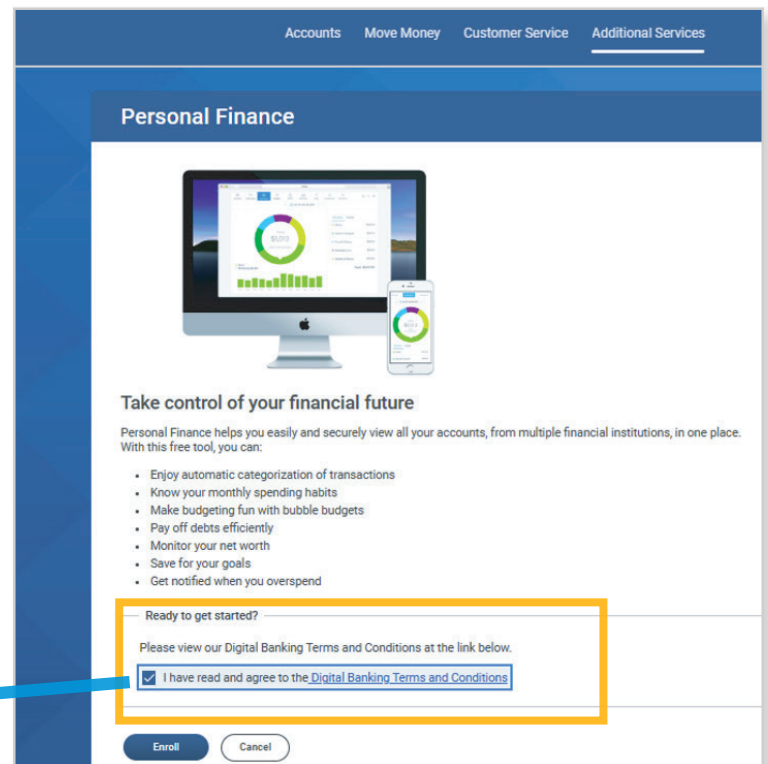 Accounts Move Money Customer Service Additional Services
Personal Finance
Take control of your financial future
Personal Finance helps you easily and securely view all your accounts, from multiple financial institutions, in one place.
With this free tool, you can:
• Enjoy automatic categorization of transactions
• Know your monthly spending habits
• Make budgeting fun with bubble budgets
• Pay off debts efficiently
• Monitor your net worth
• Save for your goals
• Get notified when you overspend
Ready to get started?
Please view our Digital Banking Terms and Conditions at the link below.
I have read and agree to the Digital Banking Terms and Conditions
Enroll Cancel